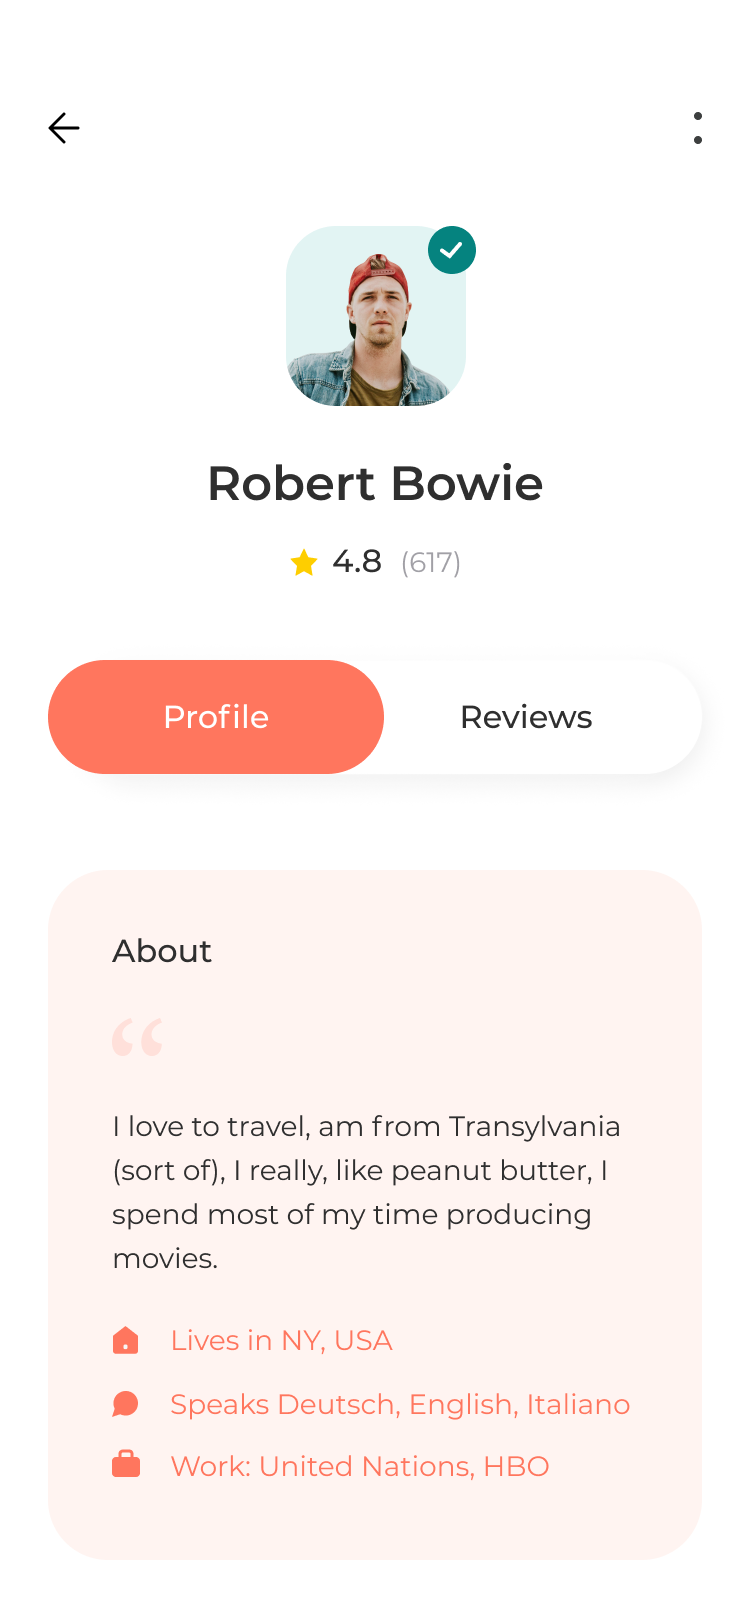 Robert Bowie
4.8 (617)
Profile
Reviews
About
“
I love to travel, am from Transylvania
(sort of), I really, like peanut butter, I
spend most of my time producing
movies.
Lives in NY, USA
Speaks Deutsch, English, Italiano
Work: United Nations, HBO